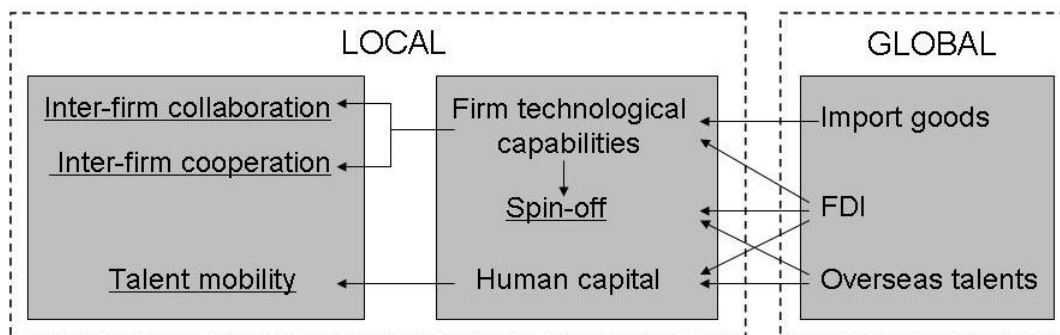 LOCAL
Inter-firm collaboration
Inter-firm cooperation
Talent mobility
Firm technological
capabilities
Spin-off
Human capital
GLOBAL
Import goods
FDI
Overseas talents